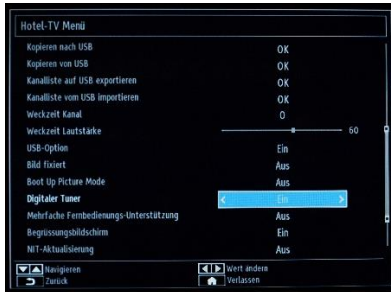 Hotel-TV Menü
Kopieren nach USB OK
Kopieren von USB OK
Kanalliste auf USB exportieren OK
Kanalliste vom USB importieren OK
Weckzeit Kanal 0
Weckzeit Lautstärke 60
USB-Option Ein
Bild fixiert Aus
Boot Up Picture Mode Aus
Digitaler Tuner Ein
Mehrfache Fernbedienungs-Unterstützung Aus
Begrüssungsbildschirm Ein
NIT-Aktualisierung Aus
Navigieren Wert ändern
Zurück Verlassen